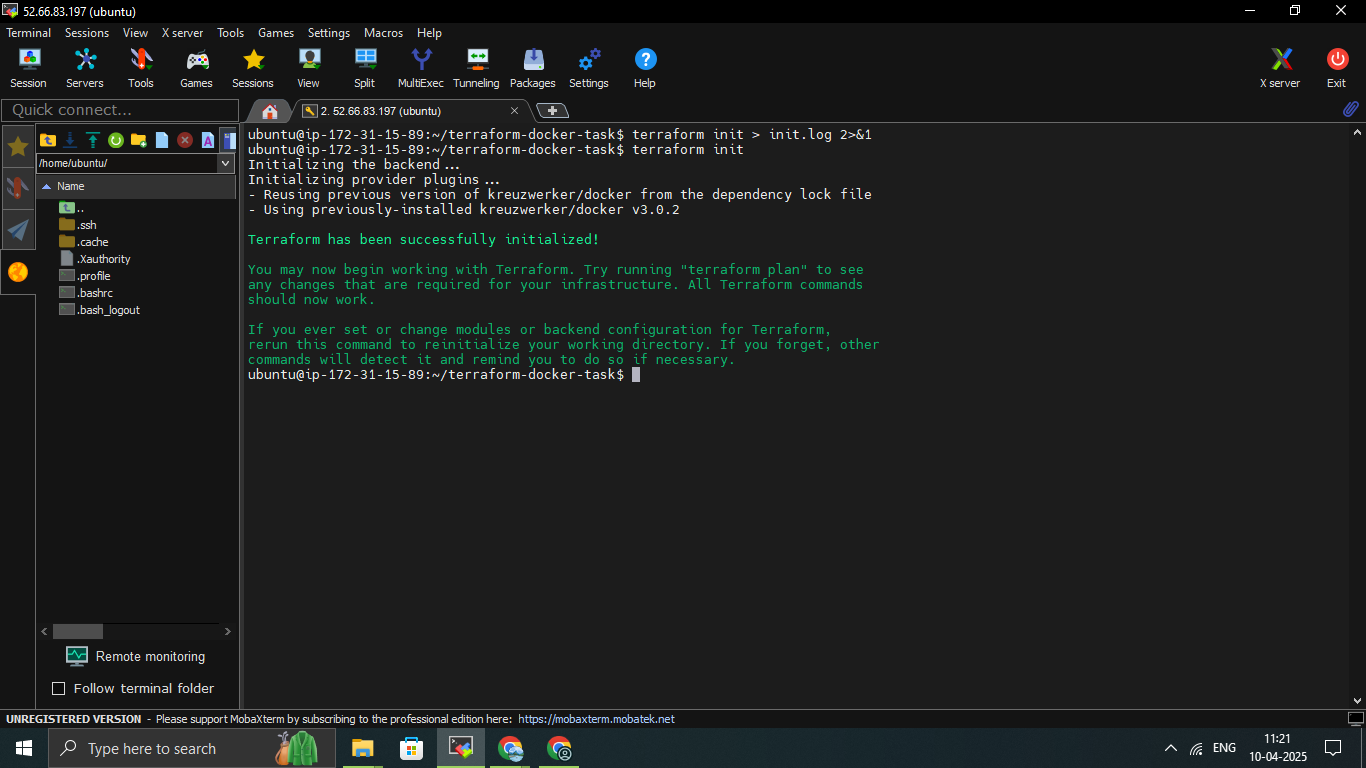 52.66.83.197 (ubuntu)
Terminal Sessions View X server Tools Games Settings Macros Help
Session Servers Tools Games Sessions View Split MultiExec Tunneling Packages Settings Help X server Exit
Quick connect...
2. 52.66.83.197 (ubuntu)
/home/ubuntu/
Name
..
.ssh
.cache
.Xauthority
.profile
.bashrc
.bash_logout
Remote monitoring
Follow terminal folder
ubuntu@ip-172-31-15-89:~/terraform-docker-task$ terraform init > init.log 2>&1
ubuntu@ip-172-31-15-89:~/terraform-docker-task$ terraform init
Initializing the backend...
Initializing provider plugins...
- Reusing previous version of kreuzwerker/docker from the dependency lock file
- Using previously-installed kreuzwerker/docker v3.0.2
Terraform has been successfully initialized!
You may now begin working with Terraform. Try running "terraform plan" to see
any changes that are required for your infrastructure. All Terraform commands
should now work.
If you ever set or change modules or backend configuration for Terraform,
rerun this command to reinitialize your working directory. If you forget, other
commands will detect it and remind you to do so if necessary.
ubuntu@ip-172-31-15-89:~/terraform-docker-task$
UNREGISTERED VERSION - Please support MobaXterm by subscribing to the professional edition here: https://mobaxterm.mobatek.net
Type here to search
ENG
11:21
10-04-2025